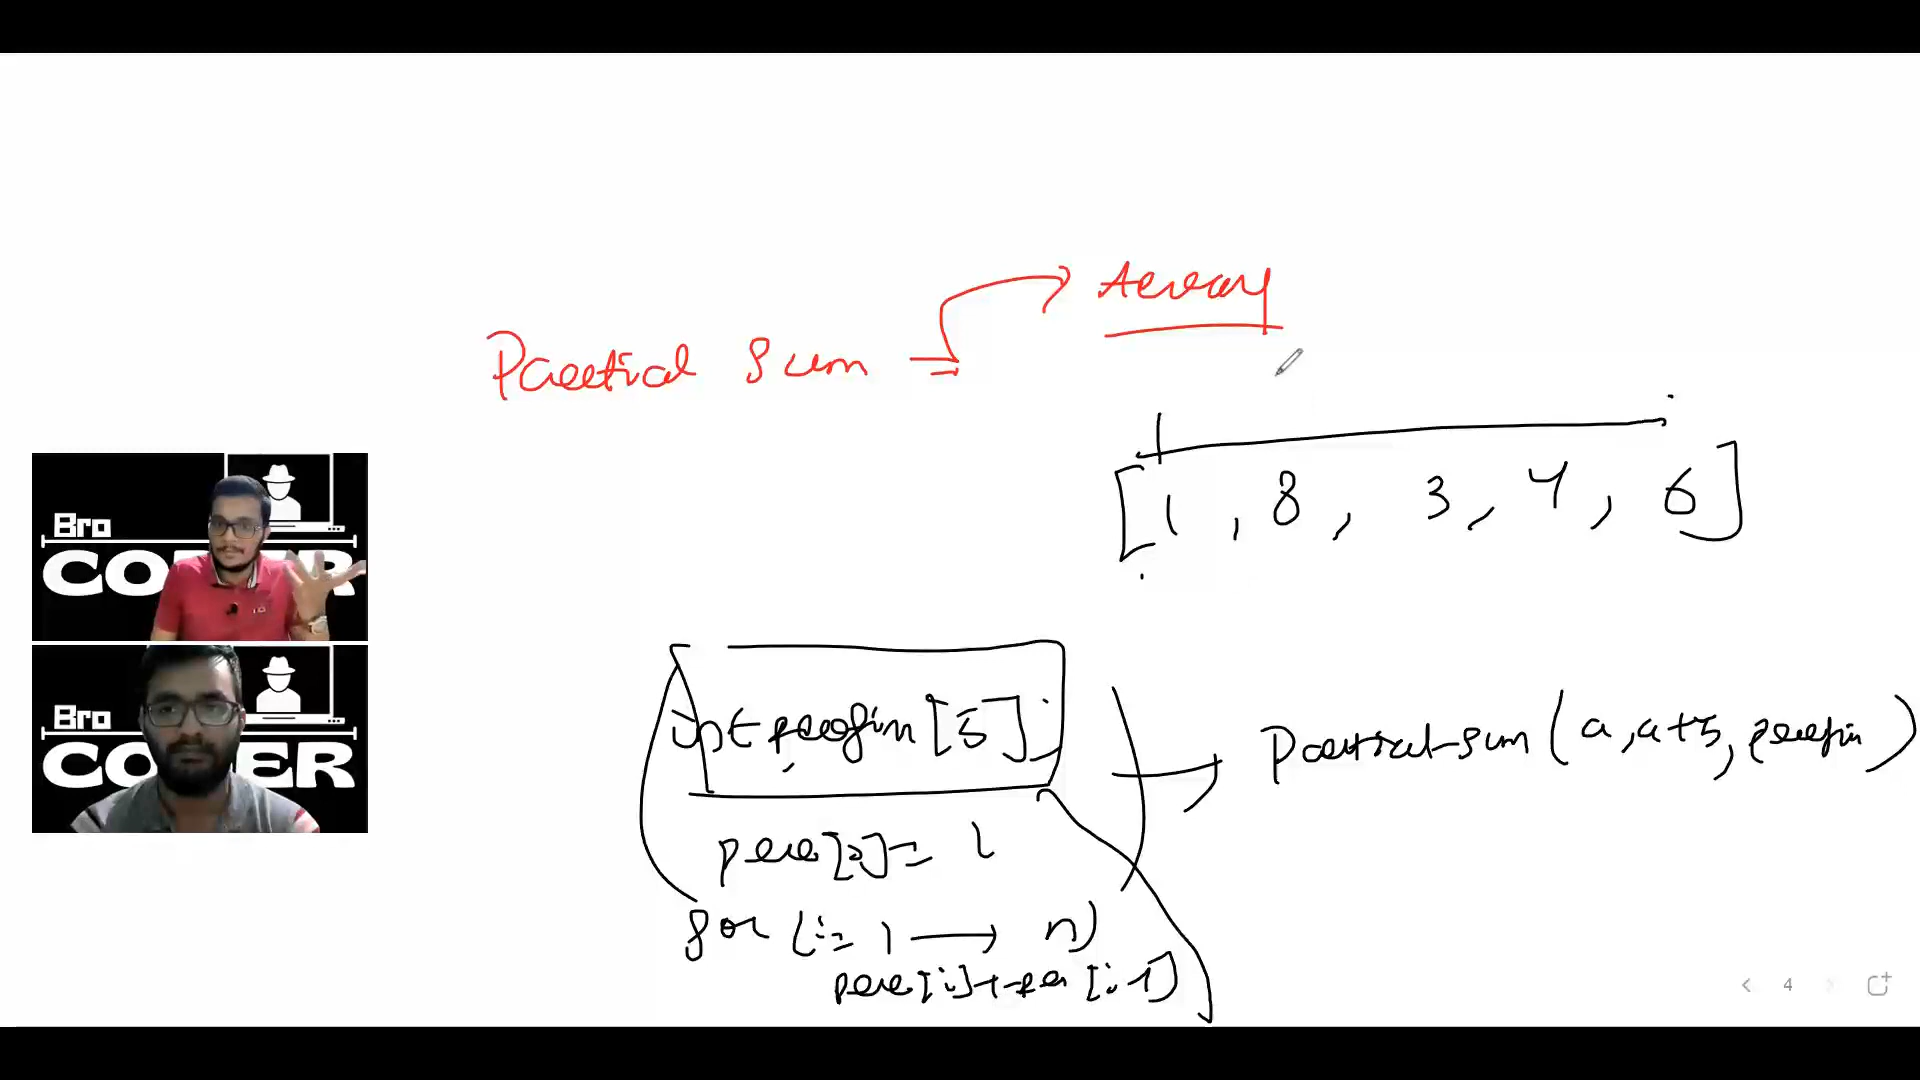 Array
Partial Sum =
[1, 8, 3, 4, 6]
Bro
CODER
int prefix[5];
Partial-sum (a, a+5, prefix)
Bro
CODER
pre[0] = 1
for (i= 1 → n)
pre[i]+pre[i-1]
< 4 >